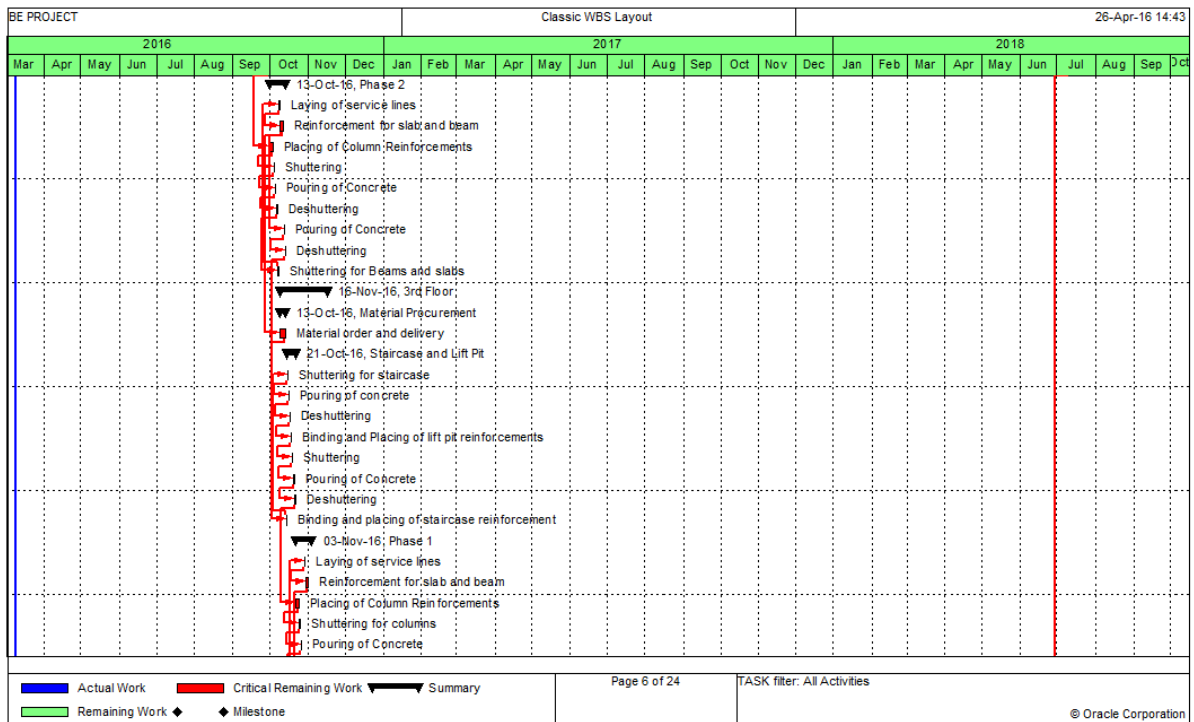 BE PROJECT Classic WBS Layout 26-Apr-16 14:43
2016 2017 2018
Mar Apr May Jun Jul Aug Sep Oct Nov Dec Jan Feb Mar Apr May Jun Jul Aug Sep Oct Nov Dec Jan Feb Mar Apr May Jun Jul Aug Sep Oct
13-Oct-16, Phase 2
Laying of service lines
Reinforcement for slab and beam
Placing of Column Reinforcements
Shuttering
Pouring of Concrete
Deshuttering
Pouring of Concrete
Deshuttering
Shuttering for Beams and slabs
16-Nov-16, 3rd Floor
13-Oct-16, Material Procurement
Material order and delivery
21-Oct-16, Staircase and Lift Pit
Shuttering for staircase
Pouring of concrete
Deshuttering
Binding and Placing of lift pit reinforcements
Shuttering
Pouring of Concrete
Deshuttering
Binding and placing of staircase reinforcement
03-Nov-16, Phase 1
Laying of service lines
Reinforcement for slab and beam
Placing of Column Reinforcements
Shuttering for columns
Pouring of Concrete
Actual Work Critical Remaining Work Summary Page 6 of 24 TASK filter: All Activities
Remaining Work Milestone © Oracle Corporation